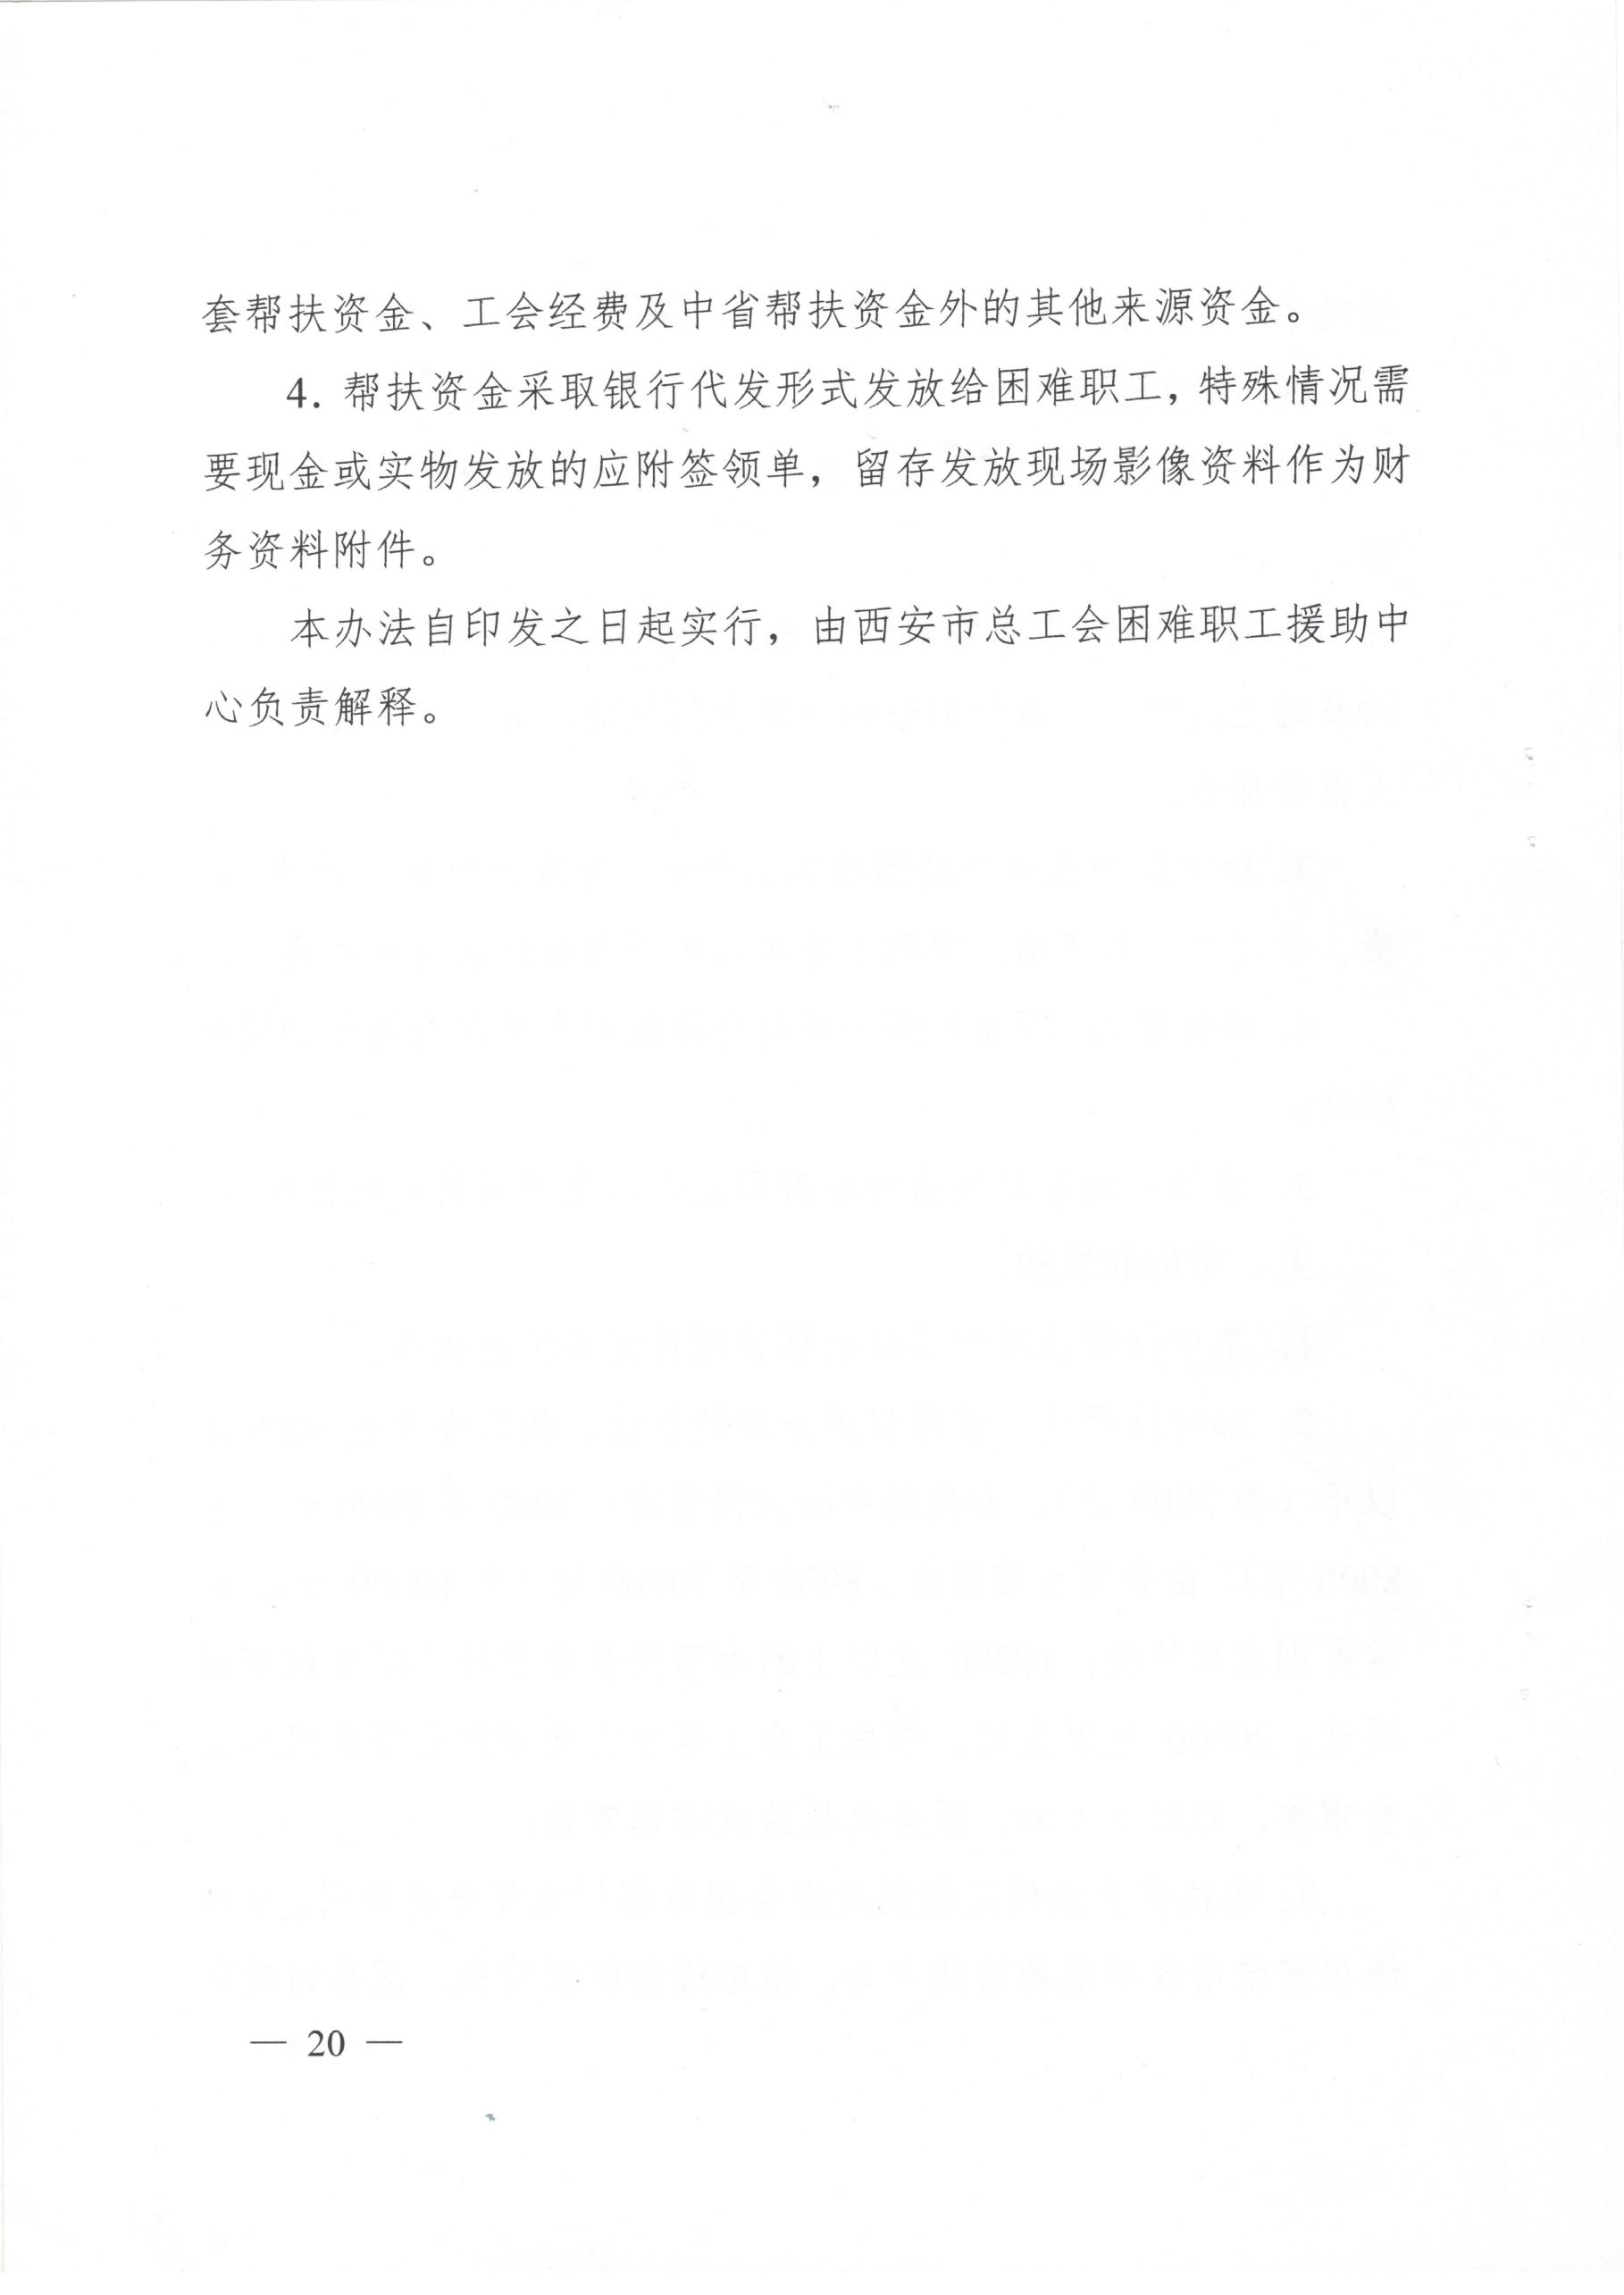 套帮扶资金、工会经费及中省帮扶资金外的其他来源资金。
4. 帮扶资金采取银行代发形式发放给困难职工，特殊情况需
要现金或实物发放的应附签领单，留存发放现场影像资料作为财
务资料附件。
本办法自印发之日起实行，由西安市总工会困难职工援助中
心负责解释。
— 20 —